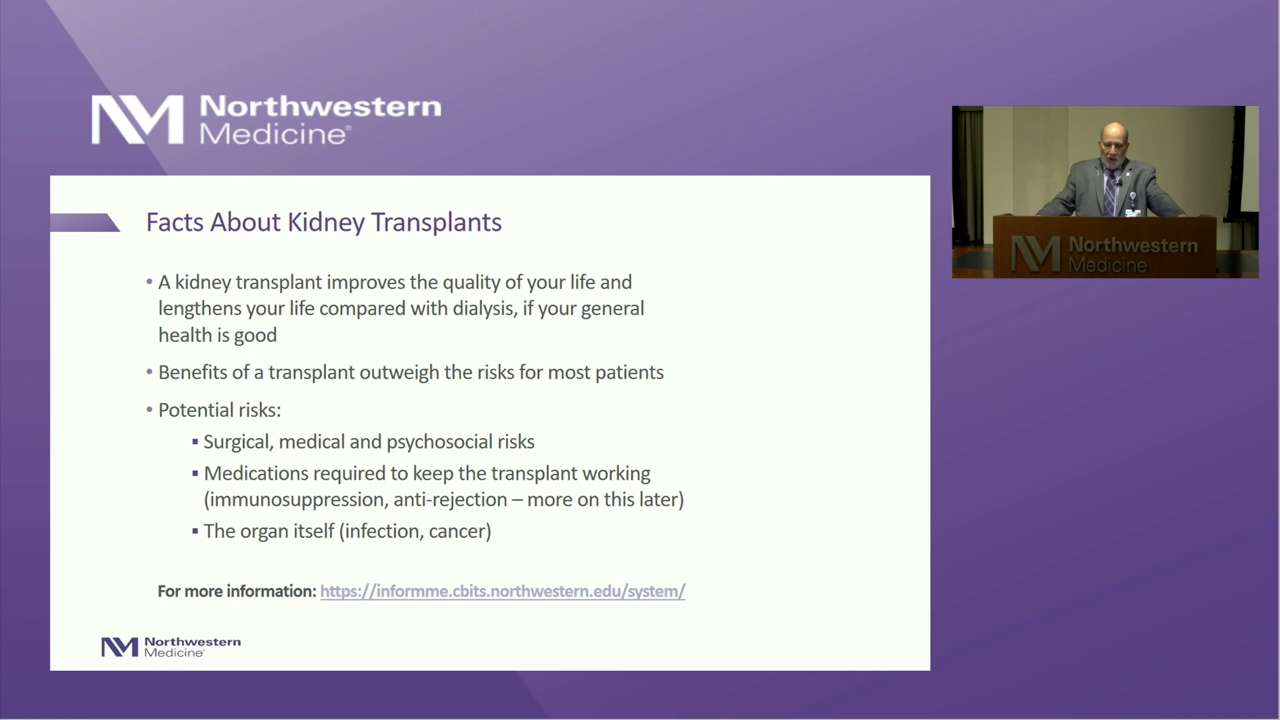 Northwestern
Medicine®
Facts About Kidney Transplants
• A kidney transplant improves the quality of your life and
lengthens your life compared with dialysis, if your general
health is good
• Benefits of a transplant outweigh the risks for most patients
• Potential risks:
▪ Surgical, medical and psychosocial risks
▪ Medications required to keep the transplant working
(immunosuppression, anti-rejection – more on this later)
▪ The organ itself (infection, cancer)
For more information: https://informme.cbits.northwestern.edu/system/
Northwestern
Medicine®
Northwestern
Medicine